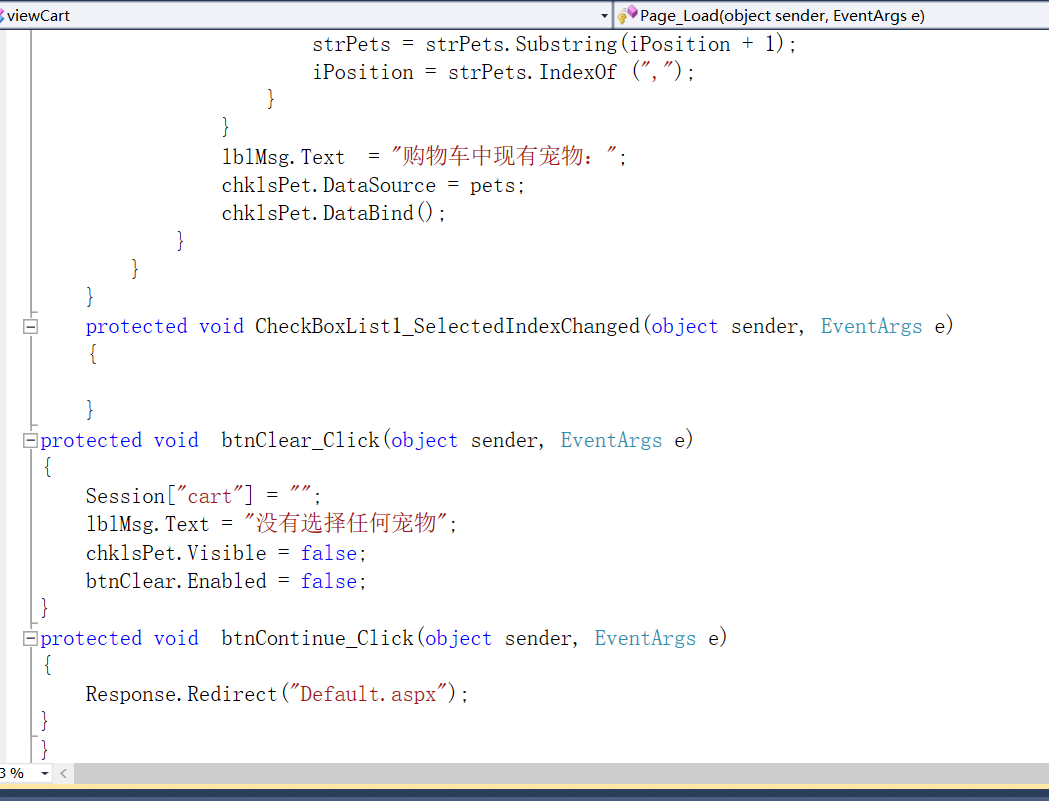 viewCart
Page_Load(object sender, EventArgs e)
strPets = strPets.Substring(iPosition + 1);
iPosition = strPets.IndexOf (",");
}
}
lblMsg.Text  = "购物车中现有宠物：";
chklsPet.DataSource = pets;
chklsPet.DataBind();
}
}
}
protected void CheckBoxList1_SelectedIndexChanged(object sender, EventArgs e)
{
}
protected void  btnClear_Click(object sender, EventArgs e)
{
Session["cart"] = "";
lblMsg.Text = "没有选择任何宠物";
chklsPet.Visible = false;
btnClear.Enabled = false;
}
protected void  btnContinue_Click(object sender, EventArgs e)
{
Response.Redirect("Default.aspx");
}
}
3 %